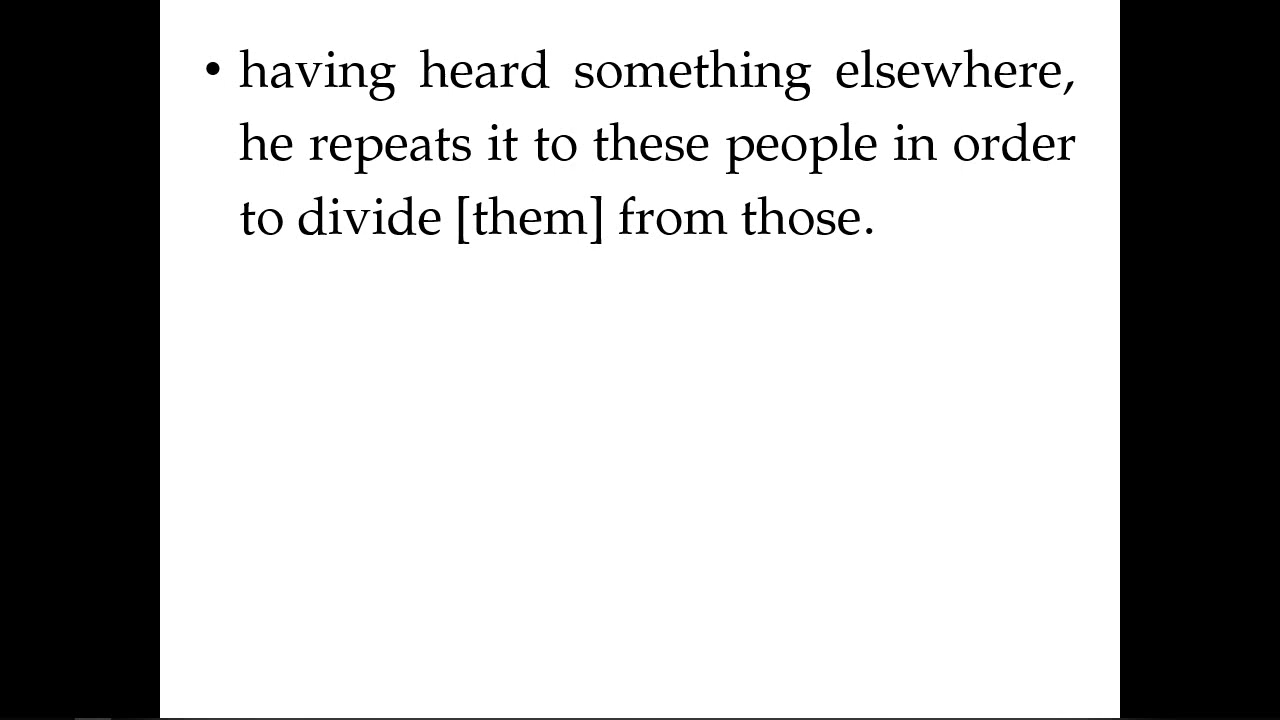 • having heard something elsewhere,
he repeats it to these people in order
to divide [them] from those.